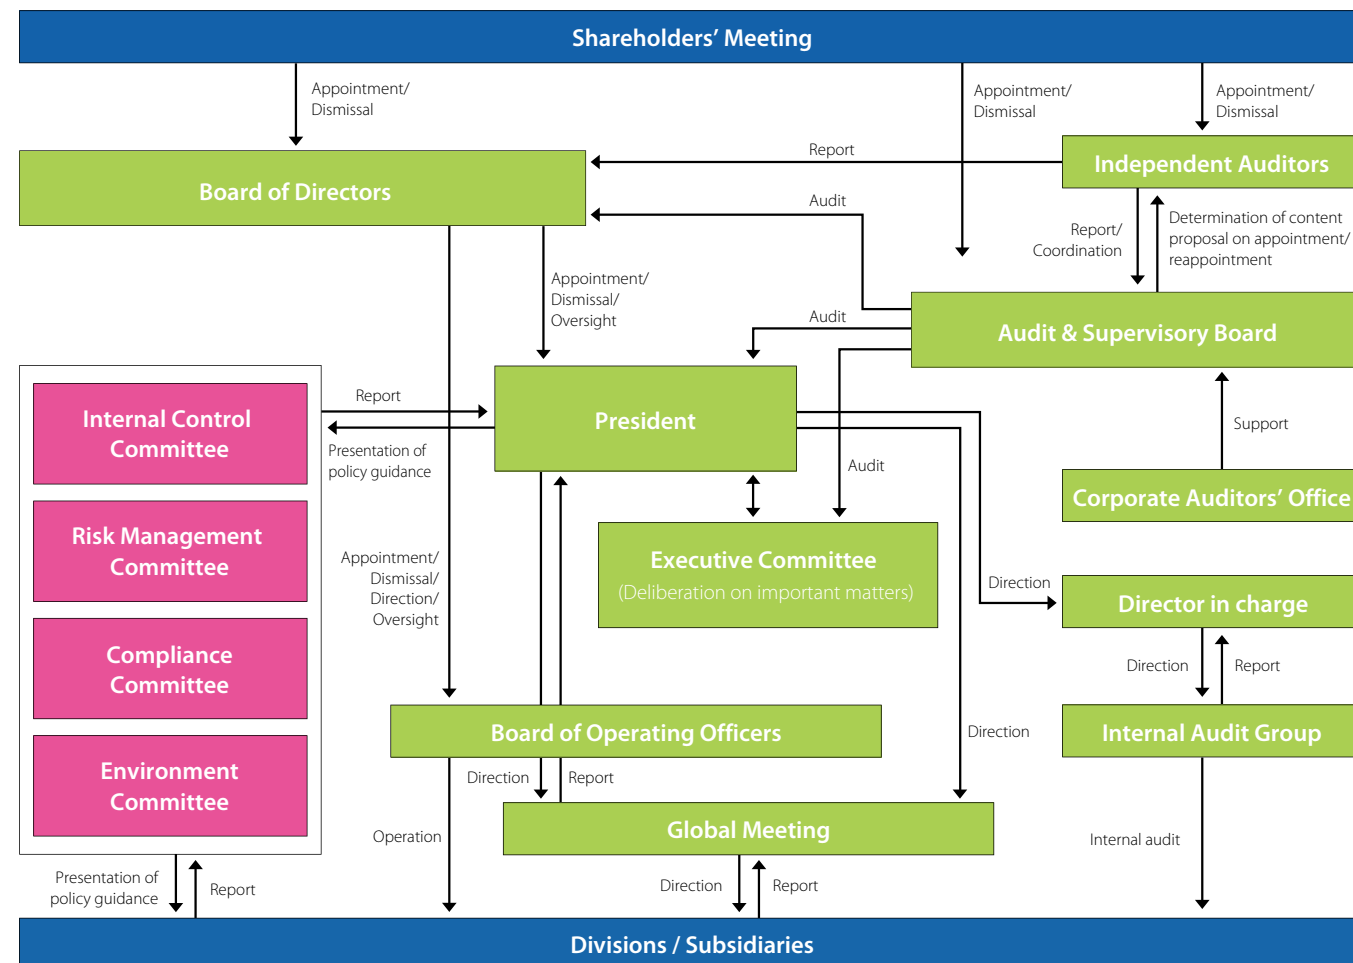 Shareholders’ Meeting
Appointment/
Dismissal
Appointment/
Dismissal
Appointment/
Dismissal
Board of Directors
Report
Independent Auditors
Audit
Report/
Coordination
Determination of content
proposal on appointment/
reappointment
Appointment/
Dismissal/
Oversight
Audit
Audit & Supervisory Board
Internal Control
Committee
Report
Presentation of
policy guidance
President
Audit
Support
Corporate Auditors’ Office
Risk Management
Committee
Appointment/
Dismissal/
Direction/
Oversight
Executive Committee
(Deliberation on important matters)
Direction
Director in charge
Compliance
Committee
Direction
Report
Board of Operating Officers
Direction
Internal Audit Group
Environment
Committee
Direction
Report
Operation
Global Meeting
Internal audit
Presentation of
policy guidance
Report
Direction
Report
Divisions / Subsidiaries